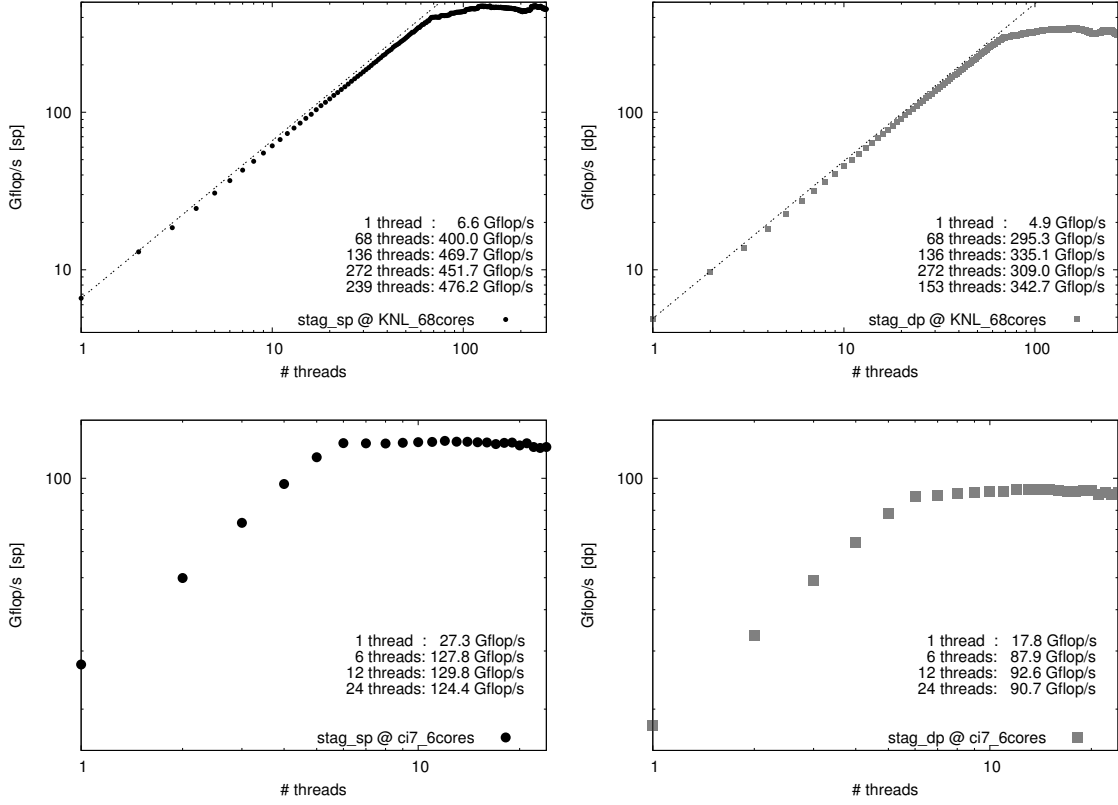 Gflop/s [sp]
100
10
1 thread : 6.6 Gflop/s
68 threads: 400.0 Gflop/s
136 threads: 469.7 Gflop/s
272 threads: 451.7 Gflop/s
239 threads: 476.2 Gflop/s
stag_sp @ KNL_68cores
1 10 100
# threads
Gflop/s [dp]
100
10
1 thread : 4.9 Gflop/s
68 threads: 295.3 Gflop/s
136 threads: 335.1 Gflop/s
272 threads: 309.0 Gflop/s
153 threads: 342.7 Gflop/s
stag_dp @ KNL_68cores
1 10 100
# threads
Gflop/s [sp]
100
1 thread : 27.3 Gflop/s
6 threads: 127.8 Gflop/s
12 threads: 129.8 Gflop/s
24 threads: 124.4 Gflop/s
stag_sp @ ci7_6cores
1 10
# threads
Gflop/s [dp]
100
1 thread : 17.8 Gflop/s
6 threads: 87.9 Gflop/s
12 threads: 92.6 Gflop/s
24 threads: 90.7 Gflop/s
stag_dp @ ci7_6cores
1 10
# threads